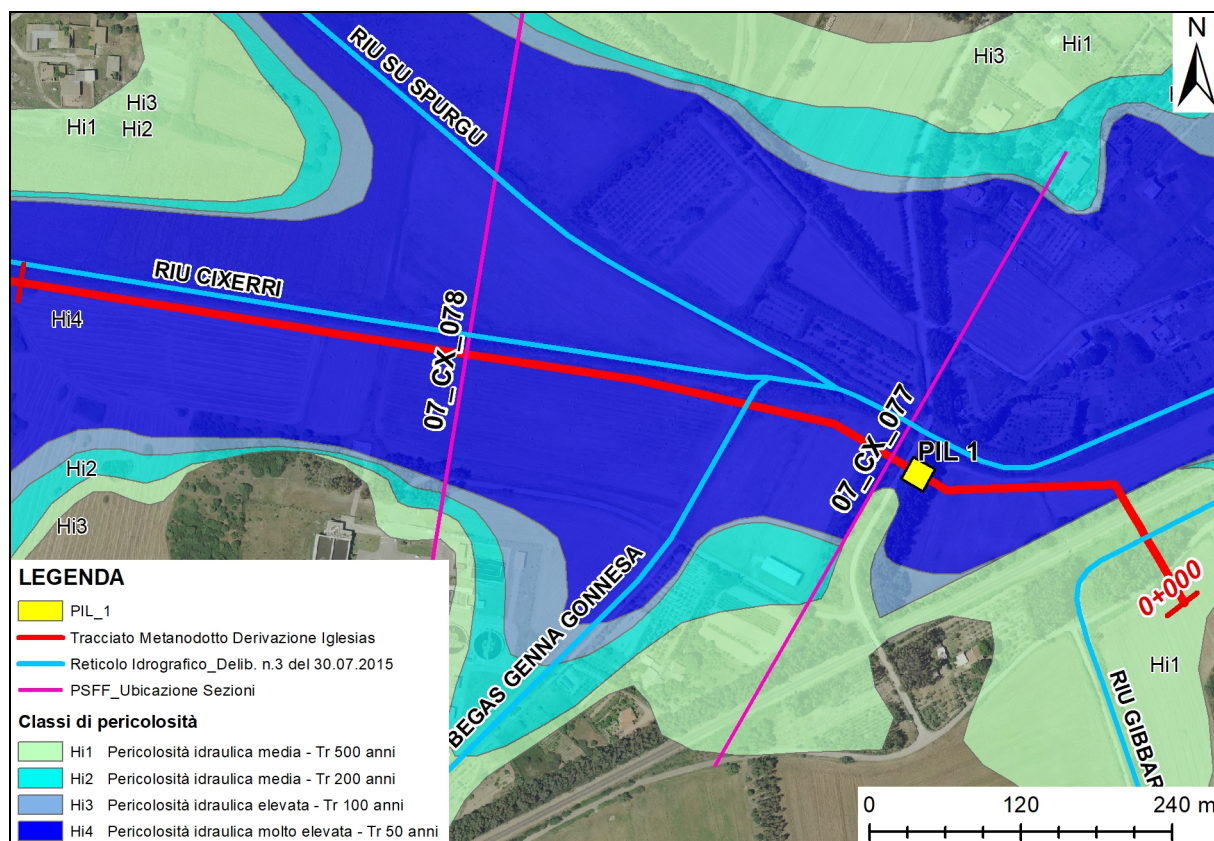 N
Hi1
Hi3
RIU SU SPURGU
Hi3
Hi1
Hi2
RIU CIXERRI
Hi4
07_CX_078
07_CX_077
PIL 1
Hi2
Hi3
BEGAS GENNA GONNESA
0+000
Hi1
RIU GIBBAR
LEGENDA
PIL_1
Tracciato Metanodotto Derivazione Iglesias
Reticolo Idrografico_Delib. n.3 del 30.07.2015
PSFF_Ubicazione Sezioni
Classi di pericolosità
Hi1 Pericolosità idraulica media - Tr 500 anni
Hi2 Pericolosità idraulica media - Tr 200 anni
Hi3 Pericolosità idraulica elevata - Tr 100 anni
Hi4 Pericolosità idraulica molto elevata - Tr 50 anni
0 120 240 m